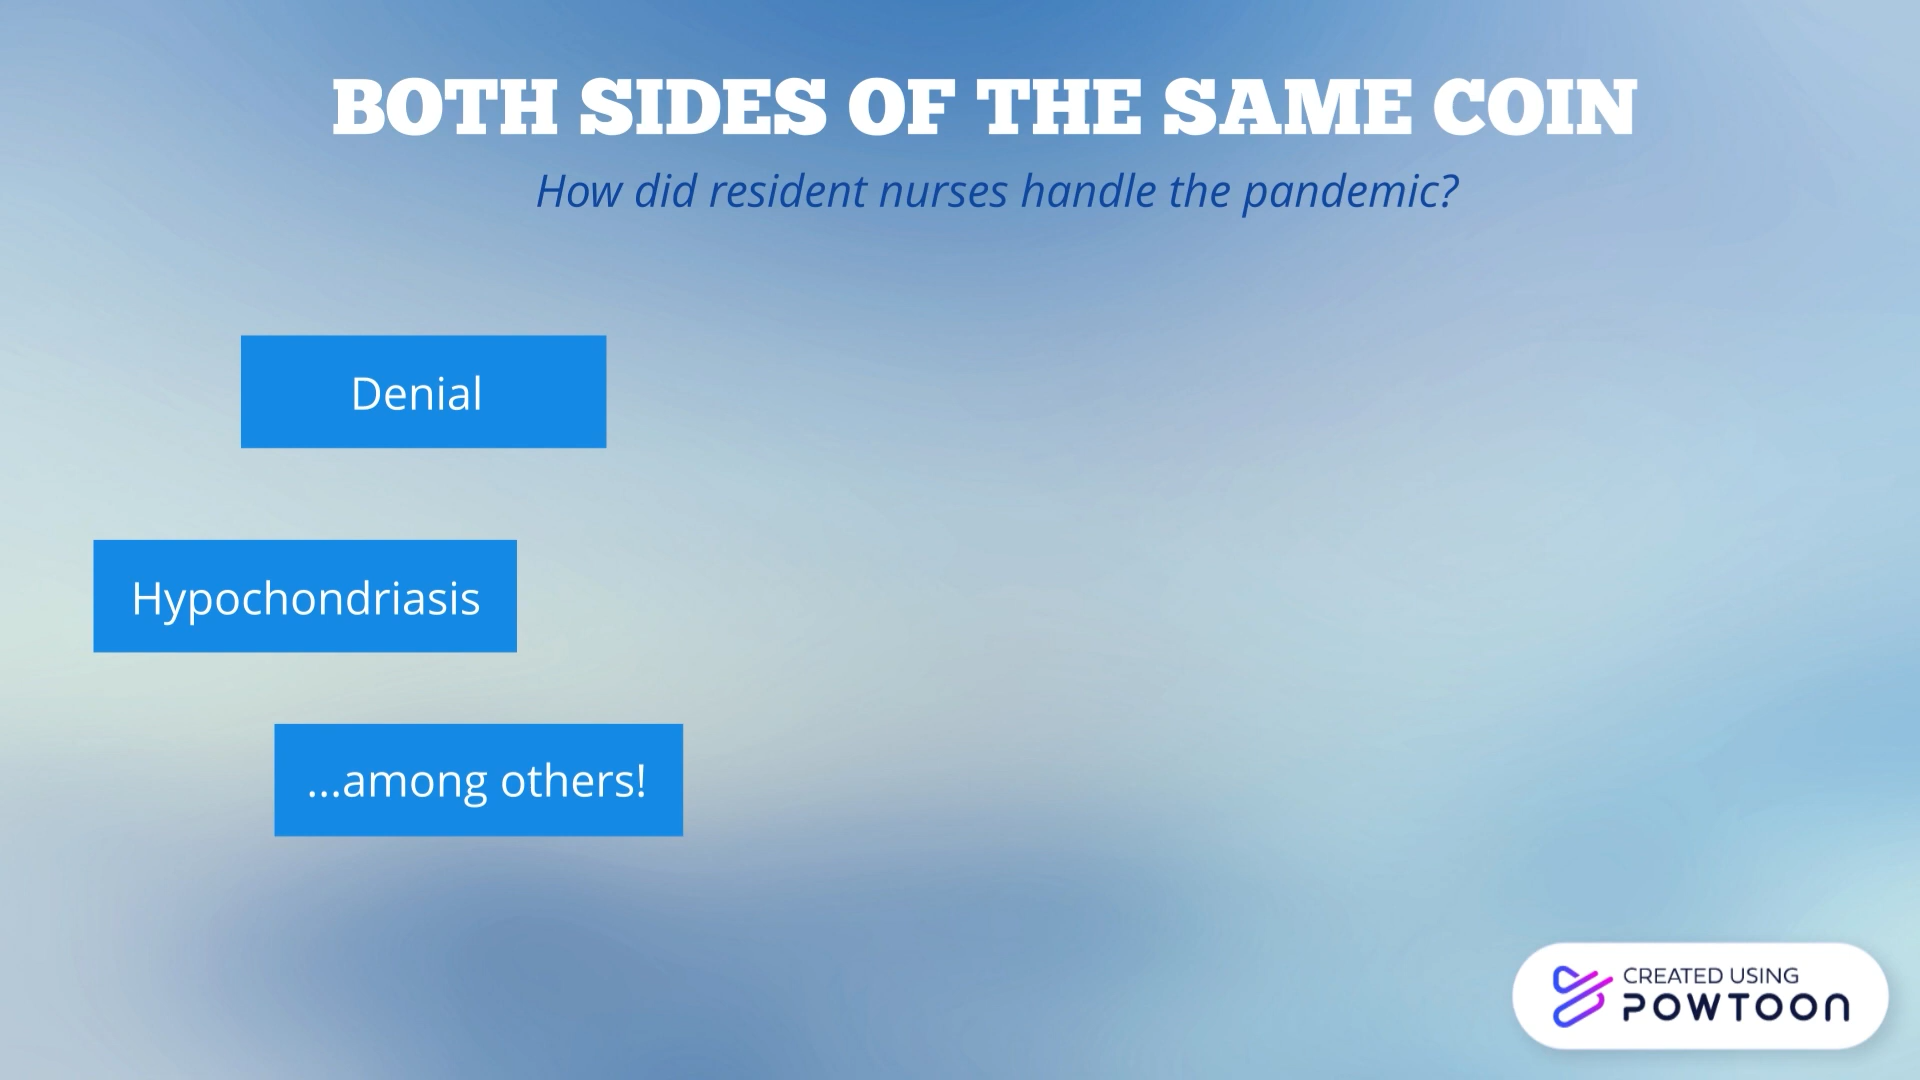 BOTH SIDES OF THE SAME COIN
How did resident nurses handle the pandemic?
Denial
Hypochondriasis
...among others!
CREATED USING
POWTOON